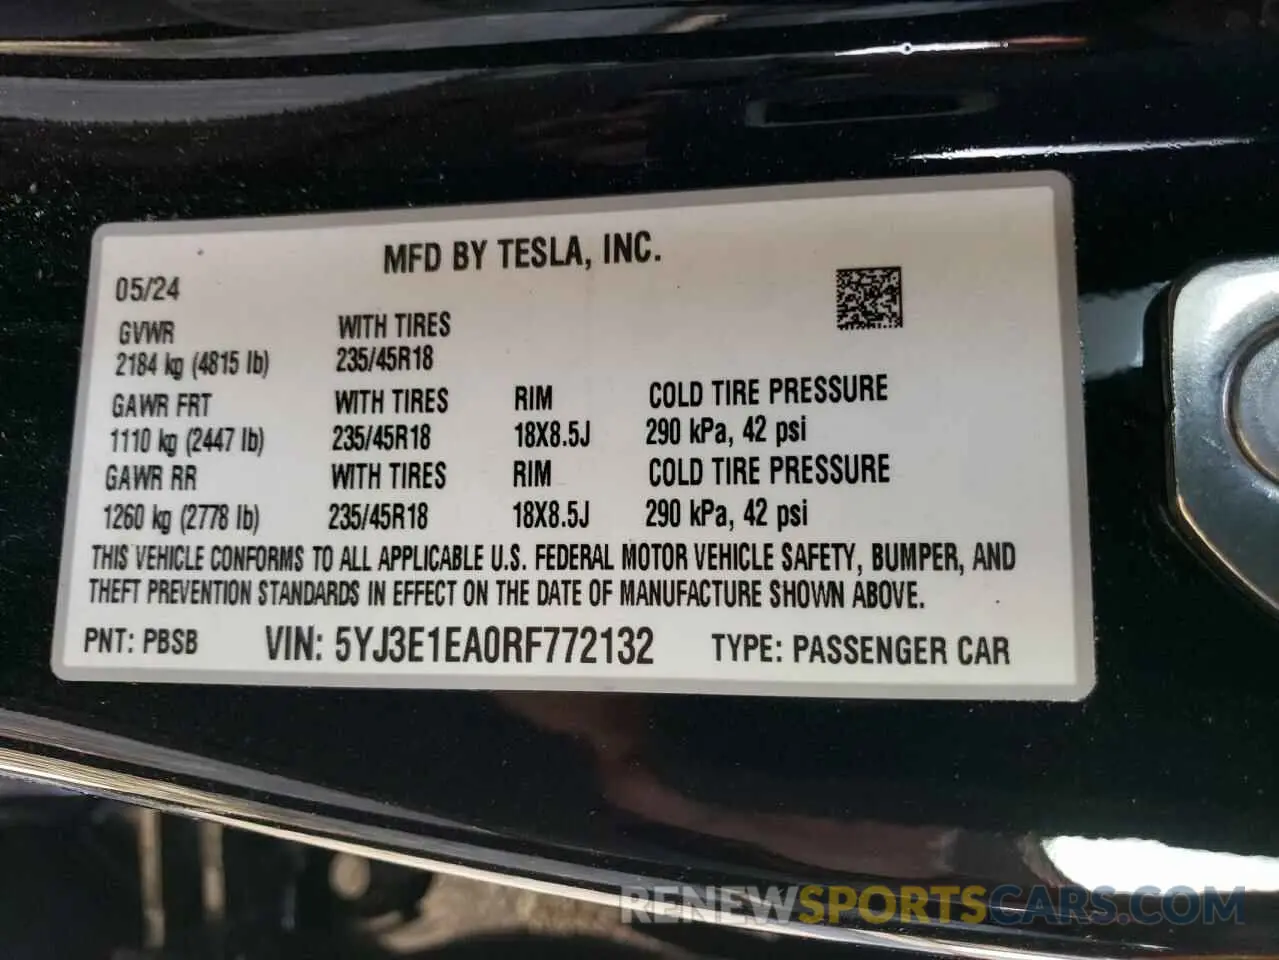 MFD BY TESLA, INC.
05/24
GVWR WITH TIRES
2184 kg (4815 lb) 235/45R18
GAWR FRT WITH TIRES RIM COLD TIRE PRESSURE
1110 kg (2447 lb) 235/45R18 18X8.5J 290 kPa, 42 psi
GAWR RR WITH TIRES RIM COLD TIRE PRESSURE
1260 kg (2778 lb) 235/45R18 18X8.5J 290 kPa, 42 psi
THIS VEHICLE CONFORMS TO ALL APPLICABLE U.S. FEDERAL MOTOR VEHICLE SAFETY, BUMPER, AND
THEFT PREVENTION STANDARDS IN EFFECT ON THE DATE OF MANUFACTURE SHOWN ABOVE.
PNT: PBSB VIN: 5YJ3E1EA0RF772132 TYPE: PASSENGER CAR
RENEWSPORTSCARS.COM